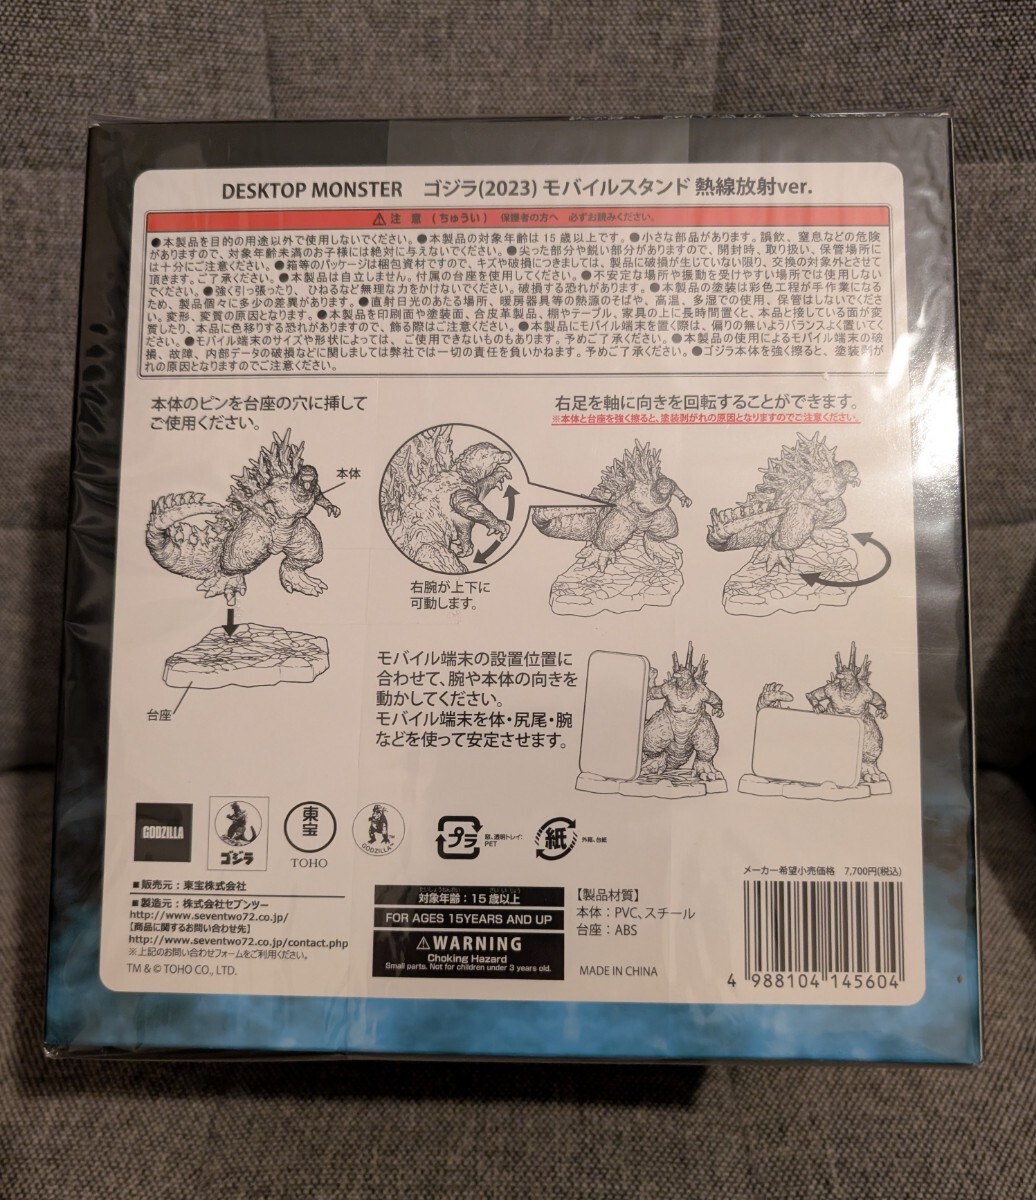 DESKTOP MONSTER ゴジラ(2023) モバイルスタンド 熱線放射ver.
⚠注 意 (ちゅうい) 保護者の方へ 必ずお読みください。
●本製品を目的の用途以外で使用しないでください。●本製品の対象年齢は15歳以上です。●小さな部品があります。誤飲、窒息などの危険
がありますので、対象年齢未満のお子様には絶対に与えないでください。●尖った部分や鋭い部分がありますので、開封時、取り扱い、保管場所に
は十分にご注意ください。●箱等のパッケージは梱包資材ですので、キズや破損につきましては、製品に破損が生じていない限り、交換の対象外とさせて
頂きます。ご了承ください。●本製品は自立しません。付属の台座を使用してください。●不安定な場所や振動を受けやすい場所では使用しない
でください。●強く引っ張ったり、ひねるなど無理な力をかけないでください。破損する恐れがあります。●本製品の塗装は彩色工程が手作業になる
ため、製品個々に多少の差異があります。●直射日光のあたる場所、暖房器具等の熱源のそばや、高温、多湿での使用、保管はしないでくださ
い。変形、変質の原因となります。●本製品を印刷面や塗装面、合皮革製品、棚やテーブル、家具の上に長時間置くと、本品と接している面が変
質したり、本品に色移りする恐れがありますので、飾る際はご注意ください。●本製品にモバイル端末を置く際は、偏りの無いようバランスよく置いてく
ださい。●モバイル端末のサイズや形状によっては、ご使用できないものもあります。予めご了承ください。●本製品の使用によるモバイル端末の破
損、故障、内部データの破損などに関しましては弊社では一切の責任を負いかねます。予めご了承ください。●ゴジラ本体を強く擦ると、塗装剥が
れの原因となりますのでご注意ください。
本体のピンを台座の穴に挿して
ご使用ください。
本体
台座
右足を軸に向きを回転することができます。
※本体と台座を強く擦ると、塗装剥がれの原因となりますのでご注意ください。
右腕が上下に
可動します。
モバイル端末の設置位置に
合わせて、腕や本体の向きを
動かしてください。
モバイル端末を体・尻尾・腕
などを使って安定させます。
GODZILLA
ゴジラ
東宝
TOHO
GODZILLA
TM
プラ
袋、透明トレイ:
PET
紙
外箱、台紙
■販売元：東宝株式会社
■製造元：株式会社セブンツー
http://www.seventwo72.co.jp/
【商品に関するお問い合わせ先】
http://www.seventwo72.co.jp/contact.php
※上記のお問い合わせフォームをご利用ください。
TM & © TOHO CO., LTD.
たいしょうねんれい さいいじょう
対象年齢：15歳以上
FOR AGES 15YEARS AND UP
⚠WARNING
Choking Hazard
Small parts. Not for children under 3 years old.
【製品材質】
本体：PVC、スチール
台座：ABS
MADE IN CHINA
メーカー希望小売価格 7,700円(税込)
4 988104 145604